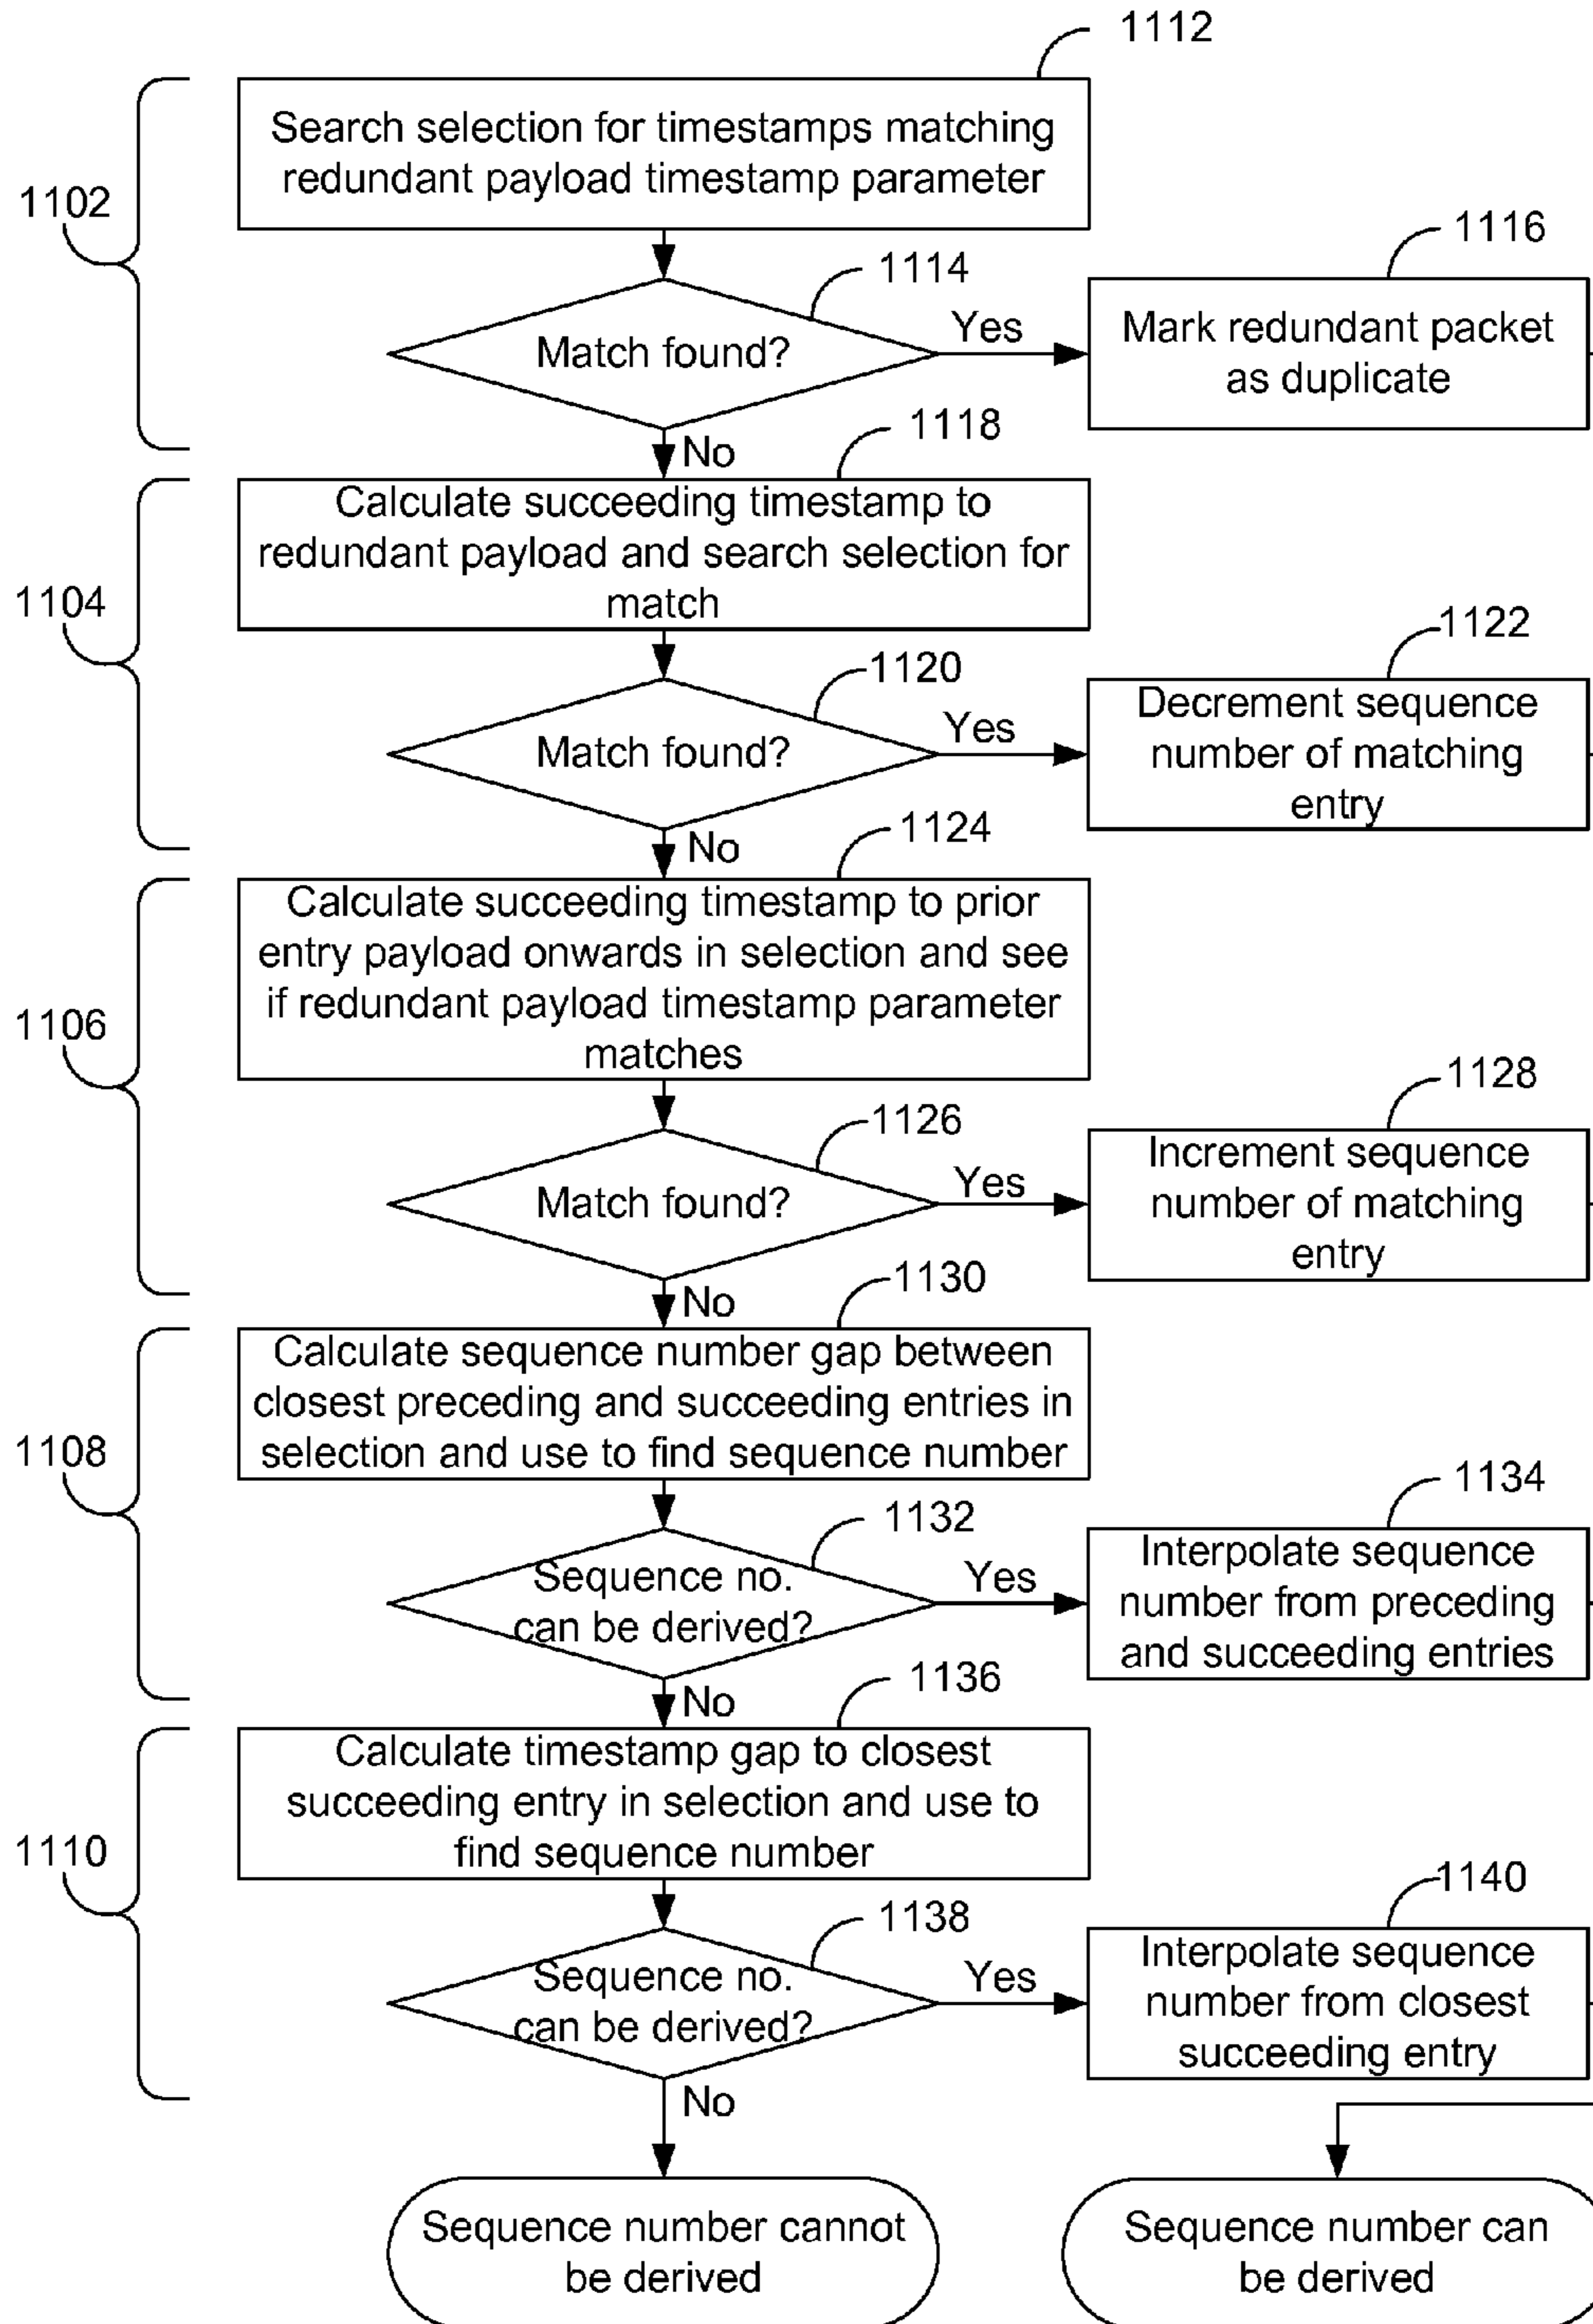 1112
Search selection for timestamps matching
redundant payload timestamp parameter
1102
1116
1114
Match found?
Yes
Mark redundant packet
as duplicate
No
1118
Calculate succeeding timestamp to
redundant payload and search selection for
match
1104
1122
1120
Match found?
Yes
Decrement sequence
number of matching
entry
No
1124
Calculate succeeding timestamp to prior
entry payload onwards in selection and see
if redundant payload timestamp parameter
matches
1106
1128
1126
Match found?
Yes
Increment sequence
number of matching
entry
No
1130
Calculate sequence number gap between
closest preceding and succeeding entries in
selection and use to find sequence number
1108
1134
1132
Sequence no.
can be derived?
Yes
Interpolate sequence
number from preceding
and succeeding entries
No
1136
Calculate timestamp gap to closest
succeeding entry in selection and use to
find sequence number
1110
1140
1138
Sequence no.
can be derived?
Yes
Interpolate sequence
number from closest
succeeding entry
No
Sequence number cannot
be derived
Sequence number can
be derived